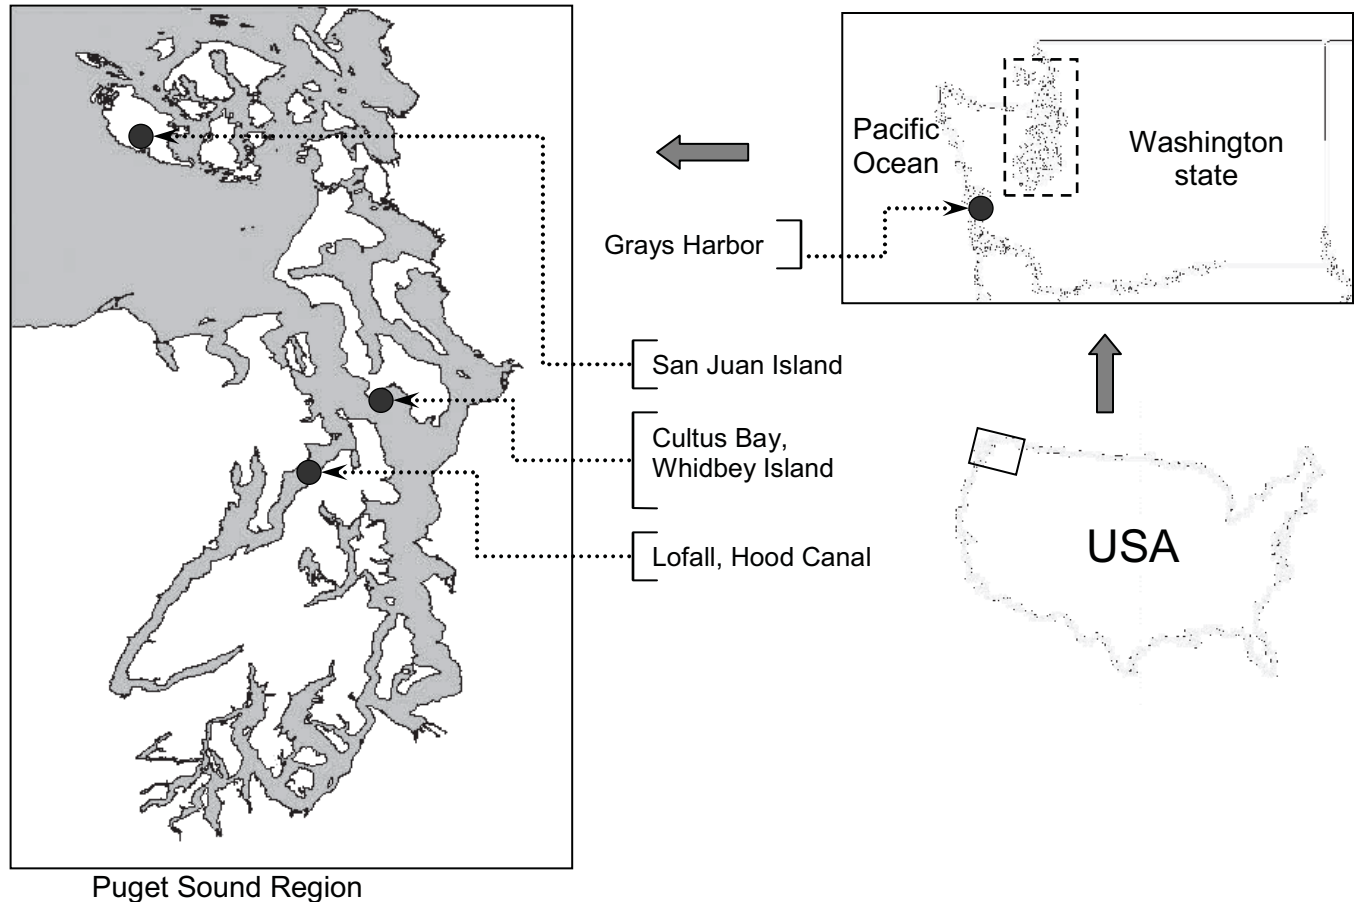 Pacific
Ocean
Washington
state
Grays Harbor
San Juan Island
Cultus Bay,
Whidbey Island
Lofall, Hood Canal
USA
Puget Sound Region